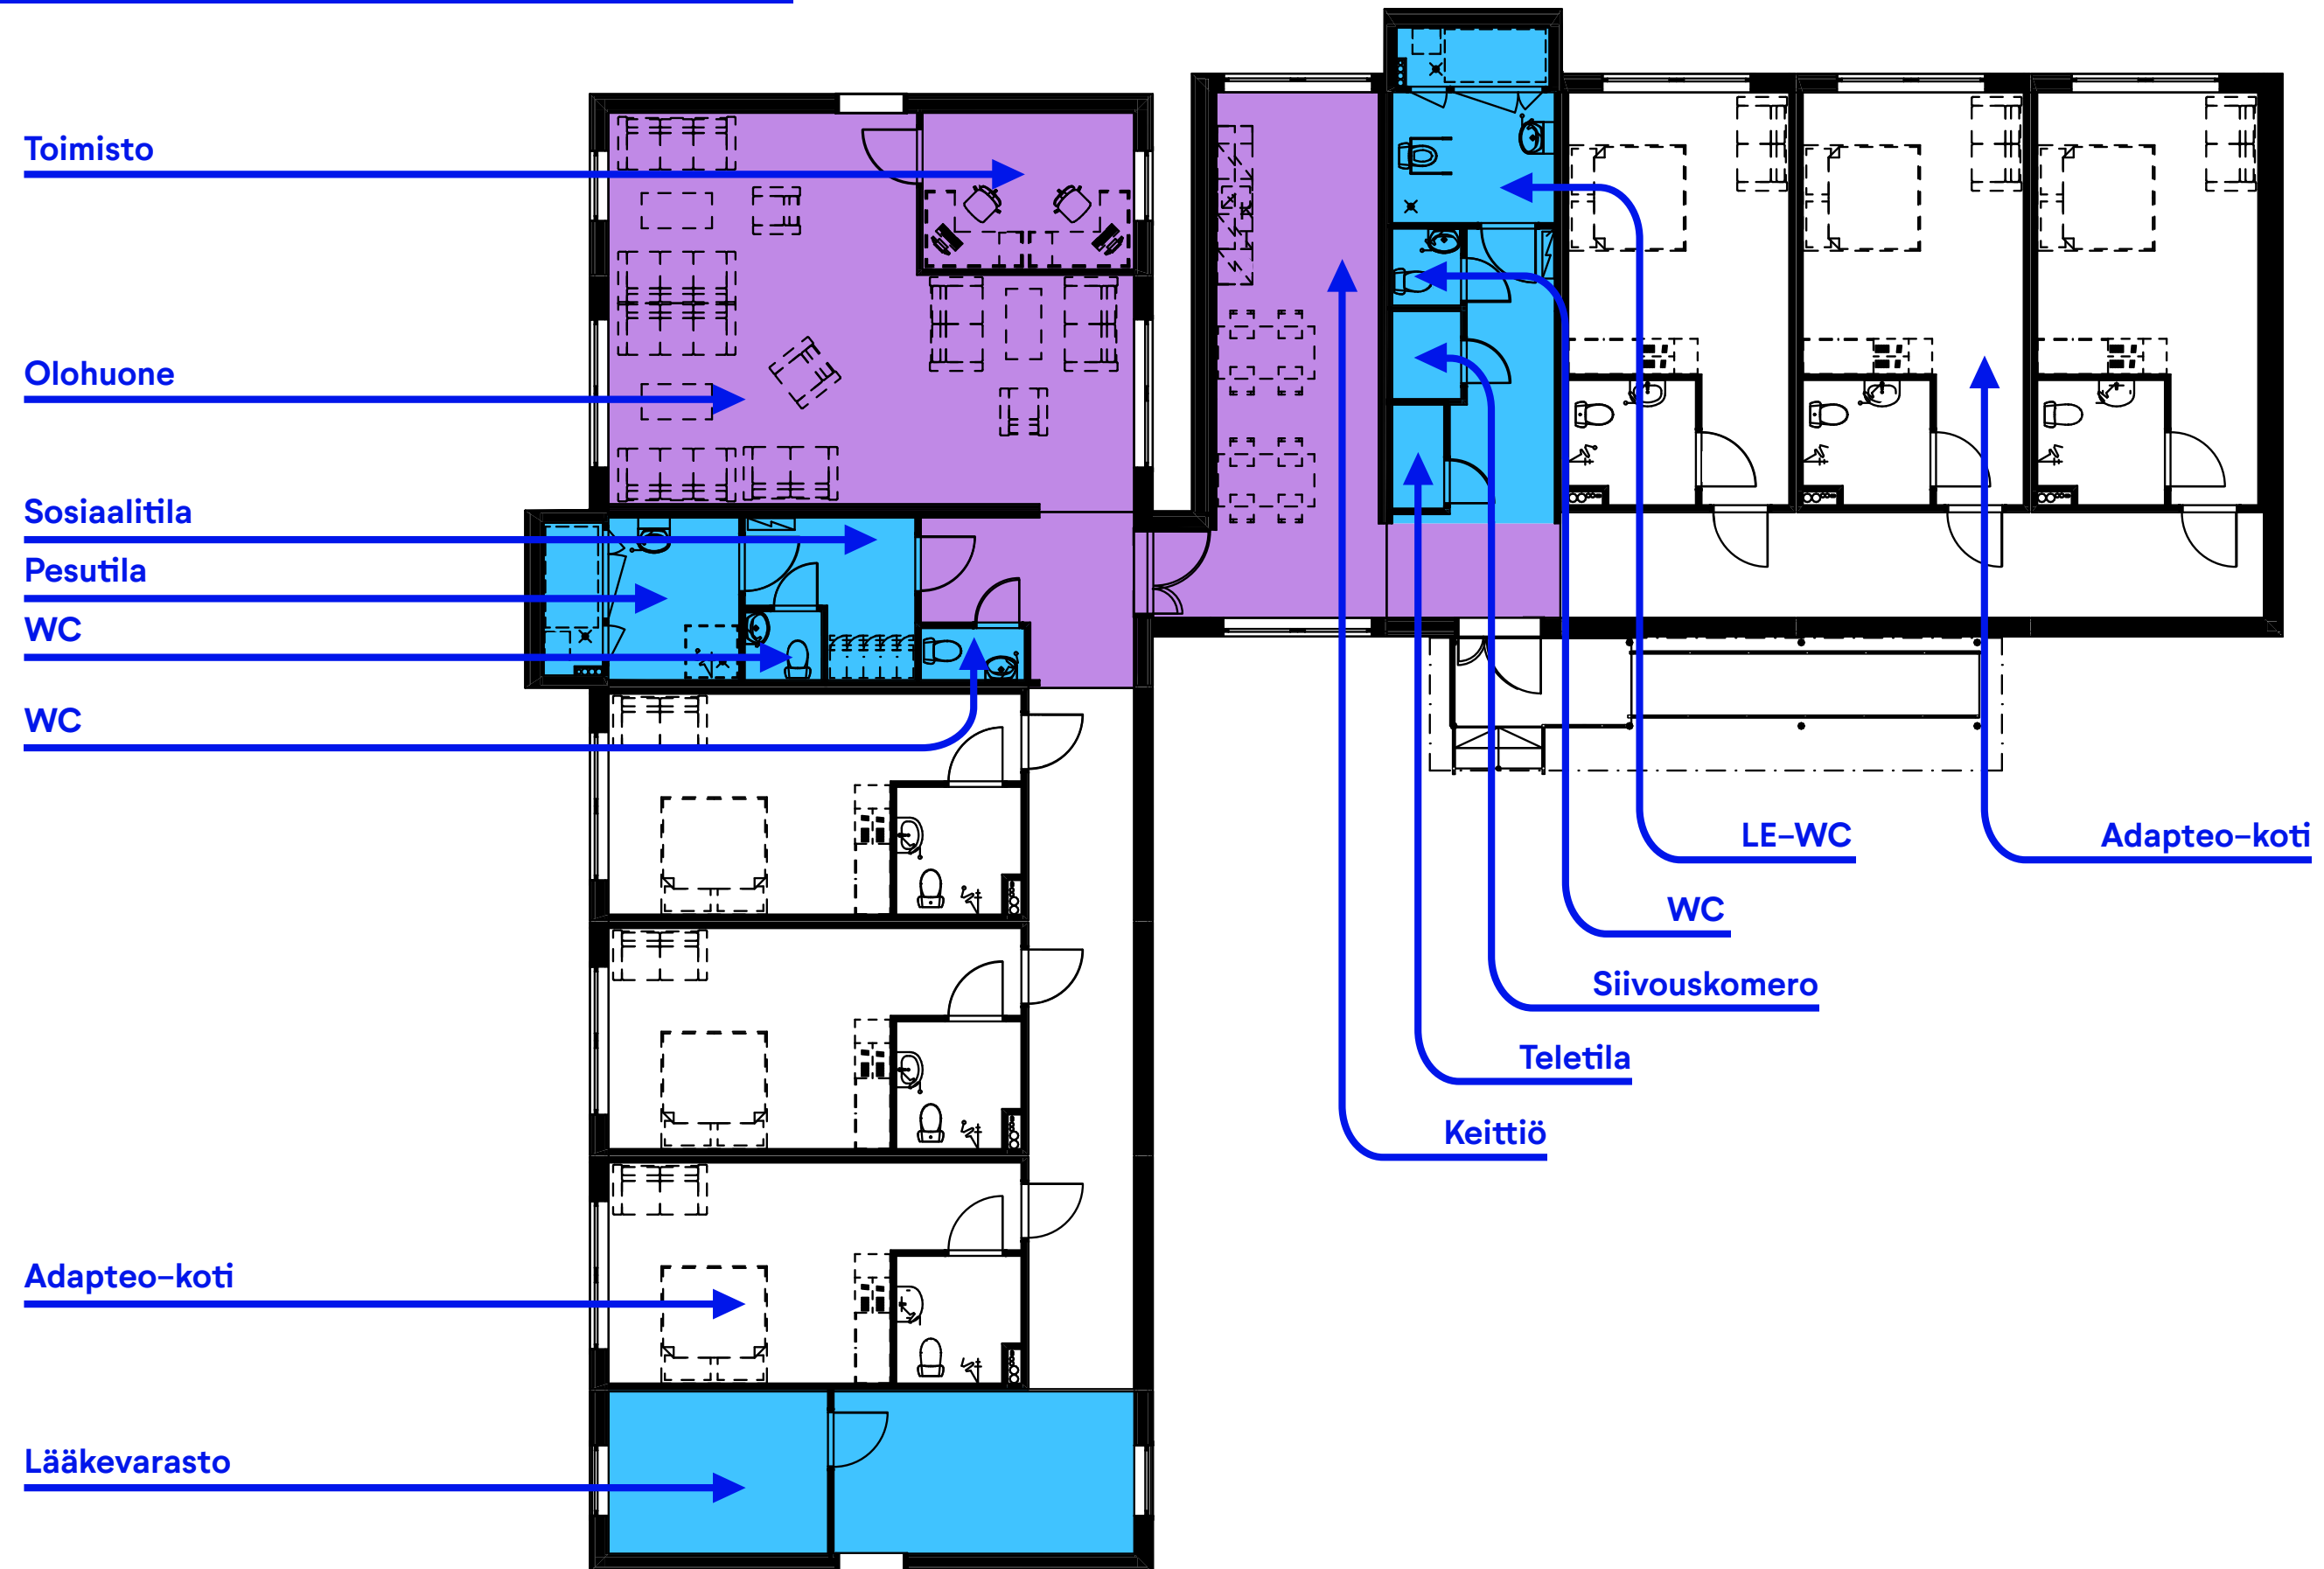 Toimisto
Olohuone
Sosiaalitila
Pesutila
WC
WC
Adapteo-koti
Lääkevarasto
LE-WC
Adapteo-koti
WC
Siivouskomero
Teletila
Keittiö